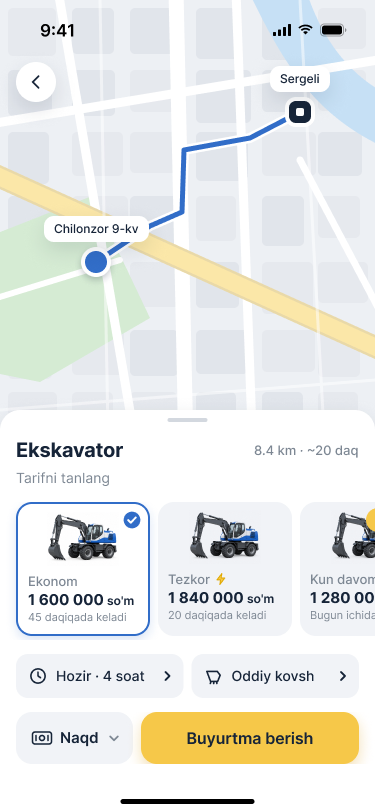 9:41
Sergeli
Chilonzor 9-kv
Ekskavator
8.4 km · ~20 daq
Tarifni tanlang
Ekonom
1 600 000 so'm
45 daqiqada keladi
Tezkor
1 840 000 so'm
20 daqiqada keladi
Kun davom
1 280 00
Bugun ichida
Hozir · 4 soat
Oddiy kovsh
Naqd
Buyurtma berish